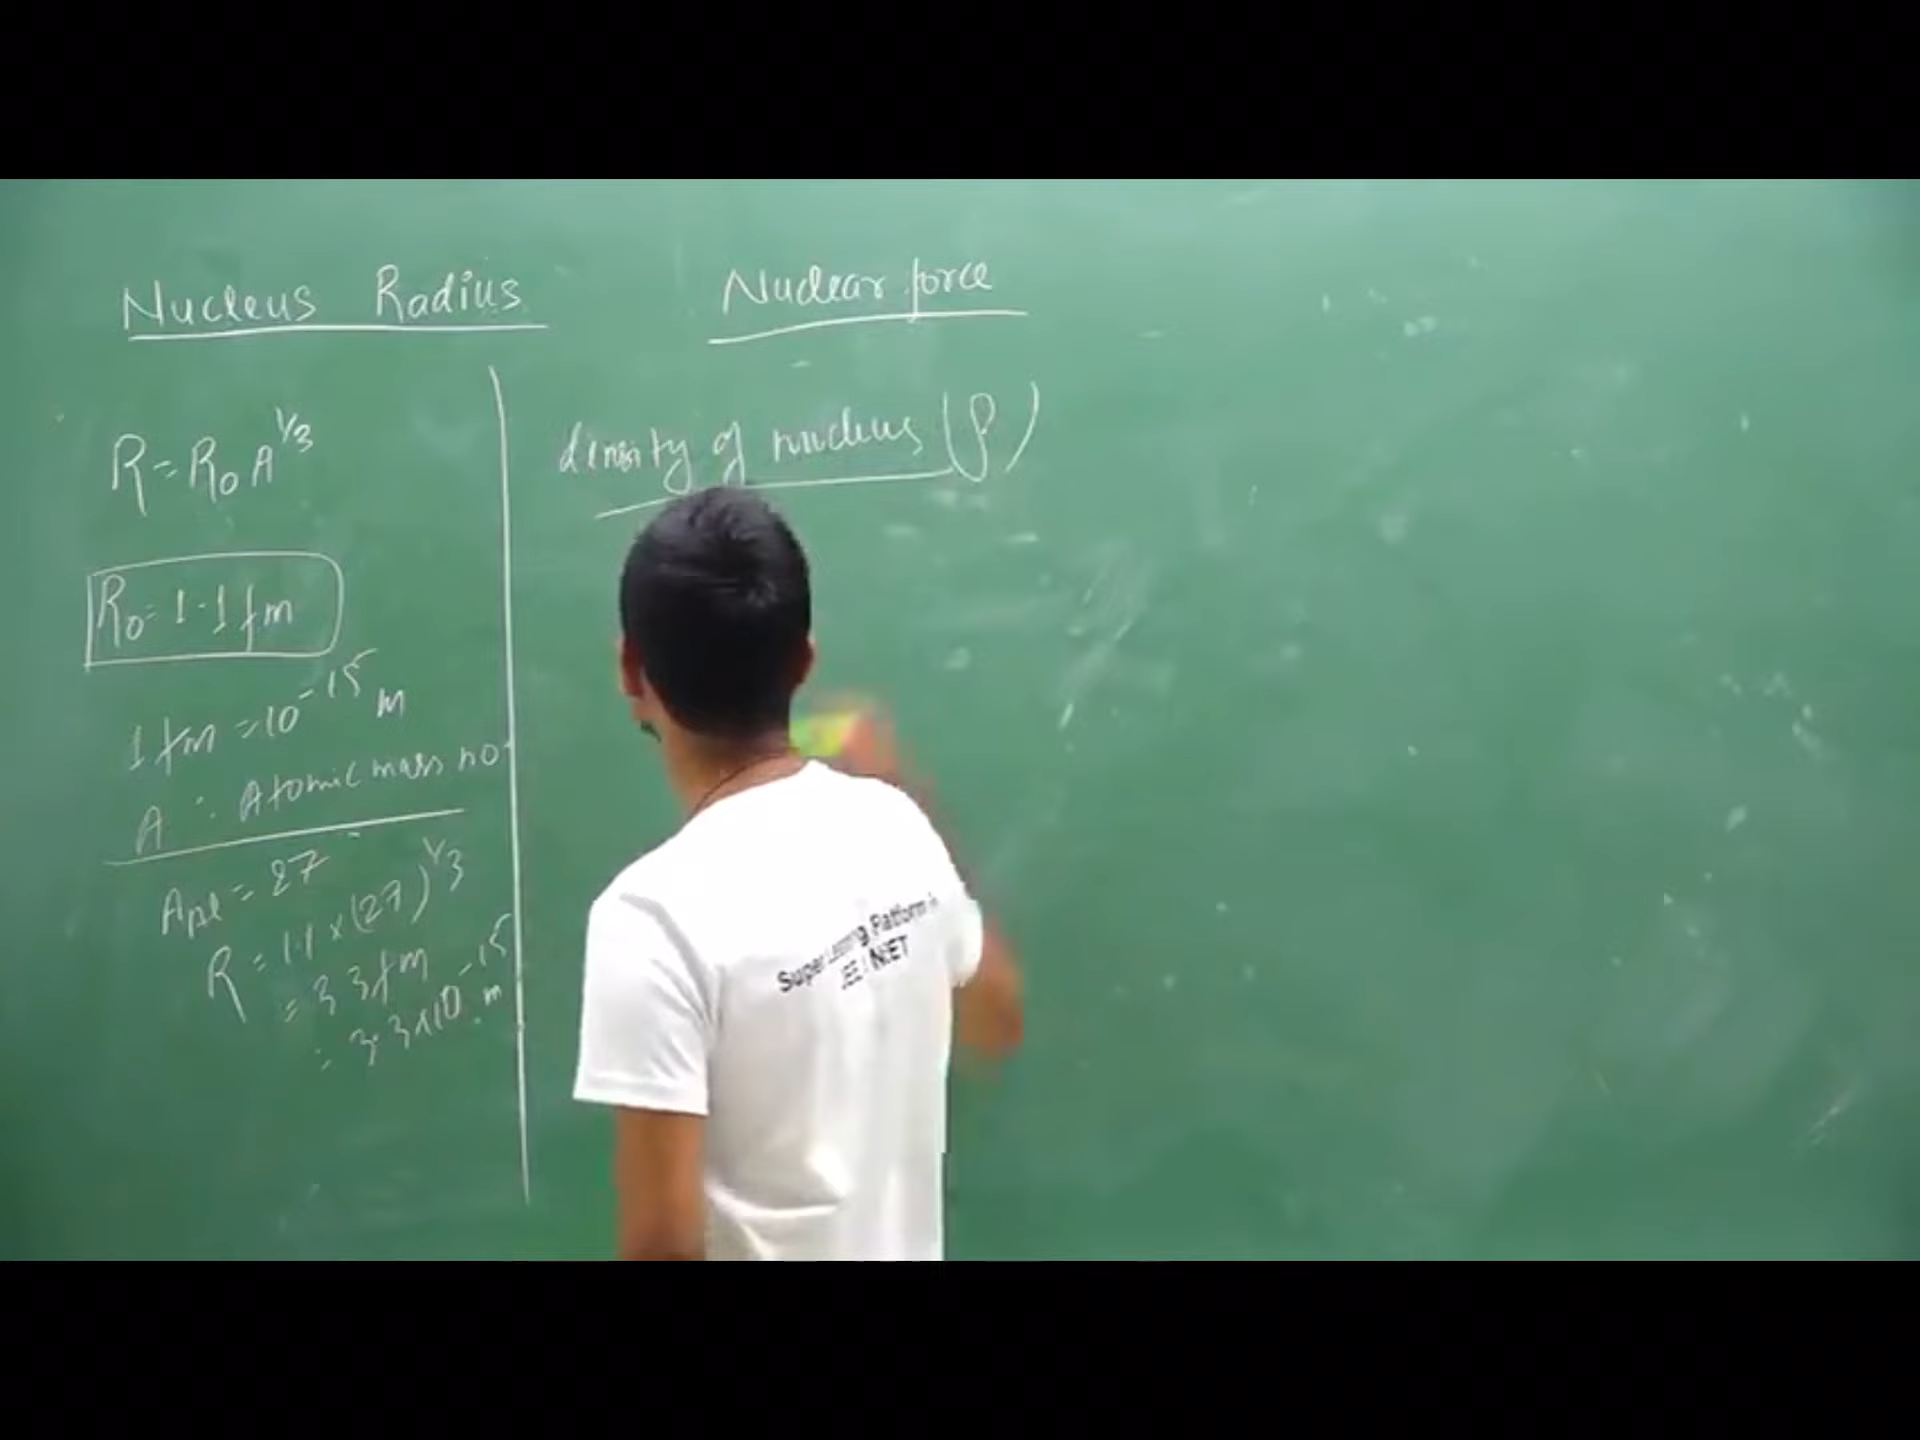 Nucleus Radius
Nuclear force
R = R₀ A^1/3
R₀ = 1.1 fm
1 fm = 10^-15 m
A : Atomic mass no
A_Al = 27
R = 1.1 × (27)^1/3
= 3.3 fm
= 3.3 × 10^-15 m
density of nucleus (ρ)
Super Learning Platform
JEE / NEET